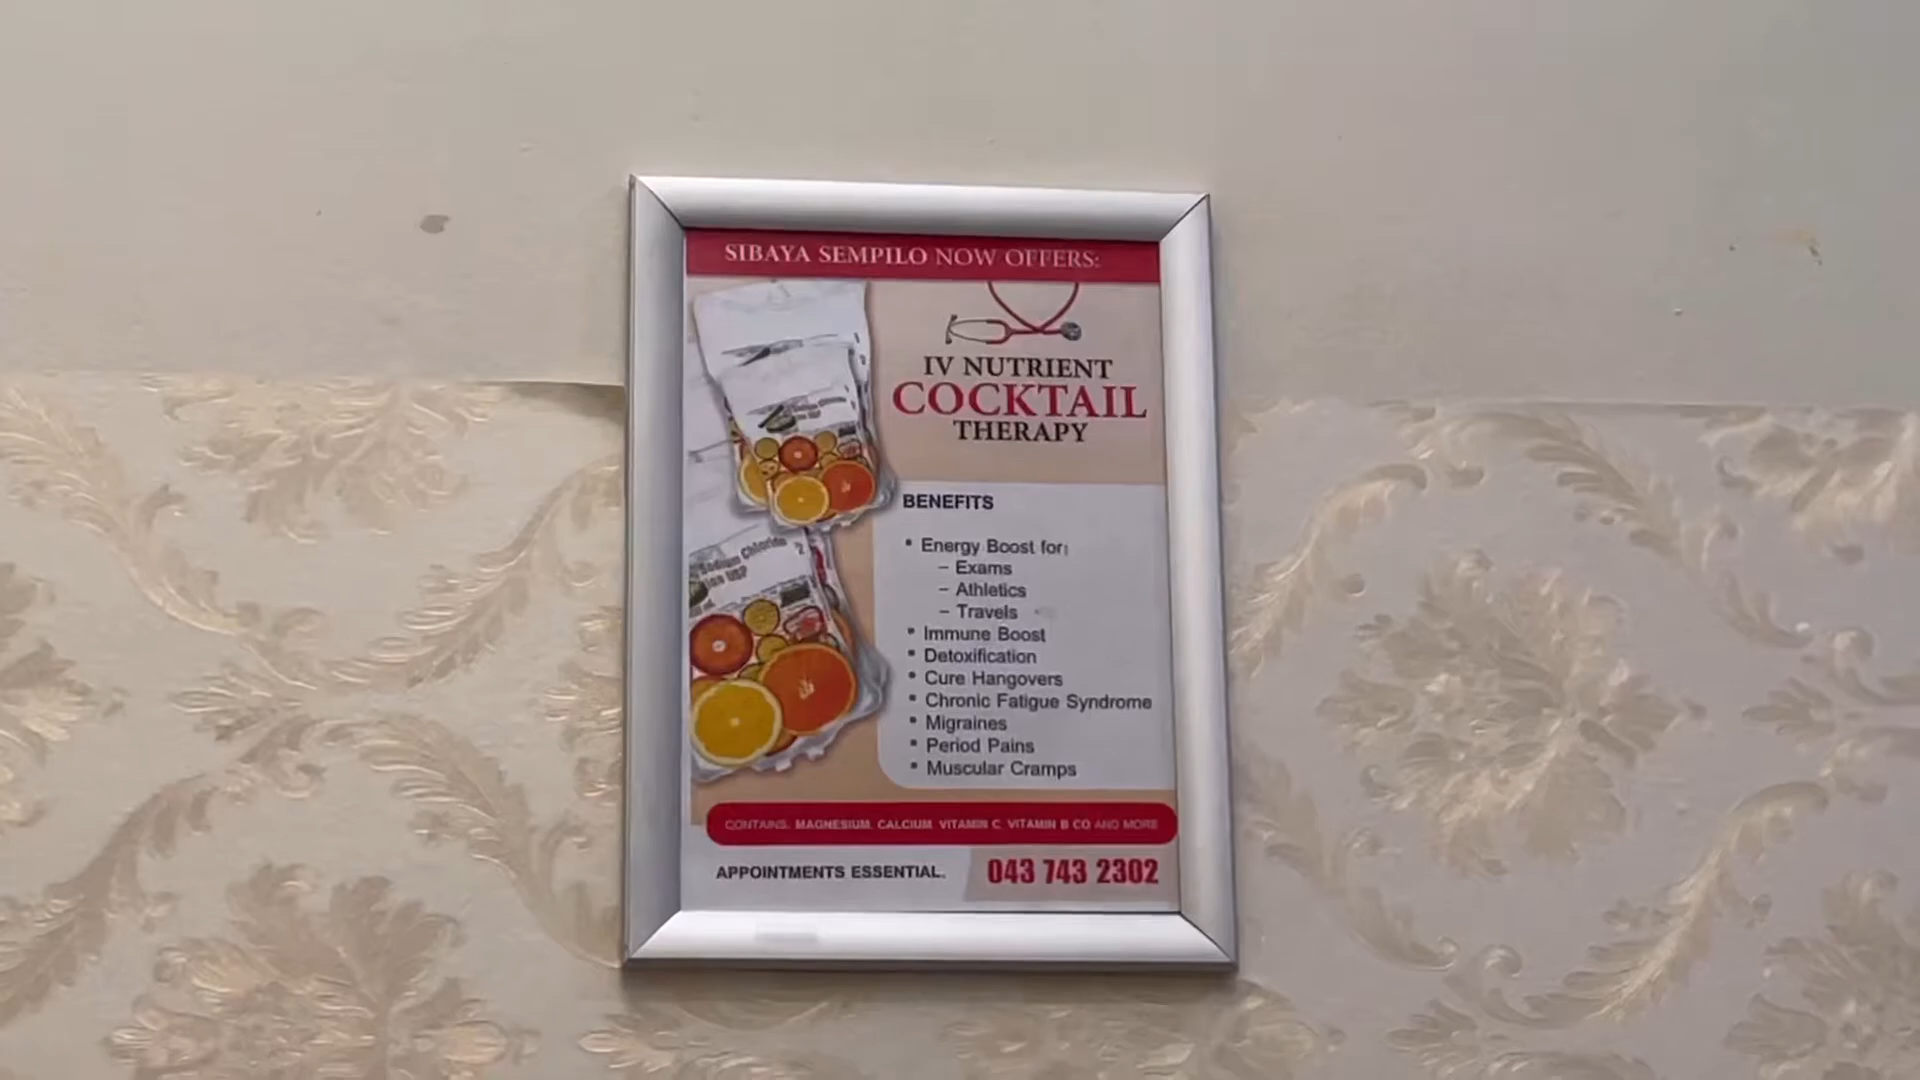 SIBAYA SEMPILO NOW OFFERS:
IV NUTRIENT
COCKTAIL
THERAPY
Sodium Chloride
BENEFITS
• Energy Boost for:
– Exams
– Athletics
– Travels
• Immune Boost
• Detoxification
• Cure Hangovers
• Chronic Fatigue Syndrome
• Migraines
• Period Pains
• Muscular Cramps
CONTAINS: MAGNESIUM, CALCIUM, VITAMIN C, VITAMIN B CO AND MORE
APPOINTMENTS ESSENTIAL.
043 743 2302